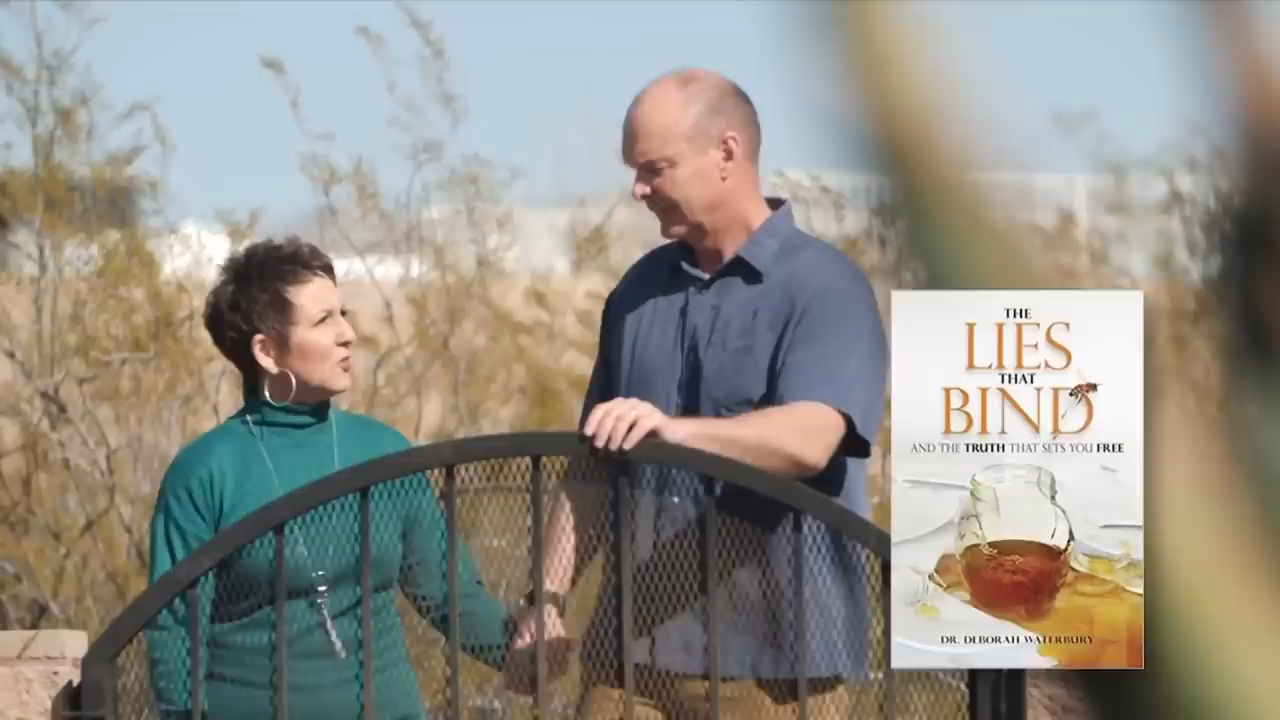 THE
LIES
THAT
BIND
AND THE TRUTH THAT SETS YOU FREE
DR. DEBORAH WATERBURY